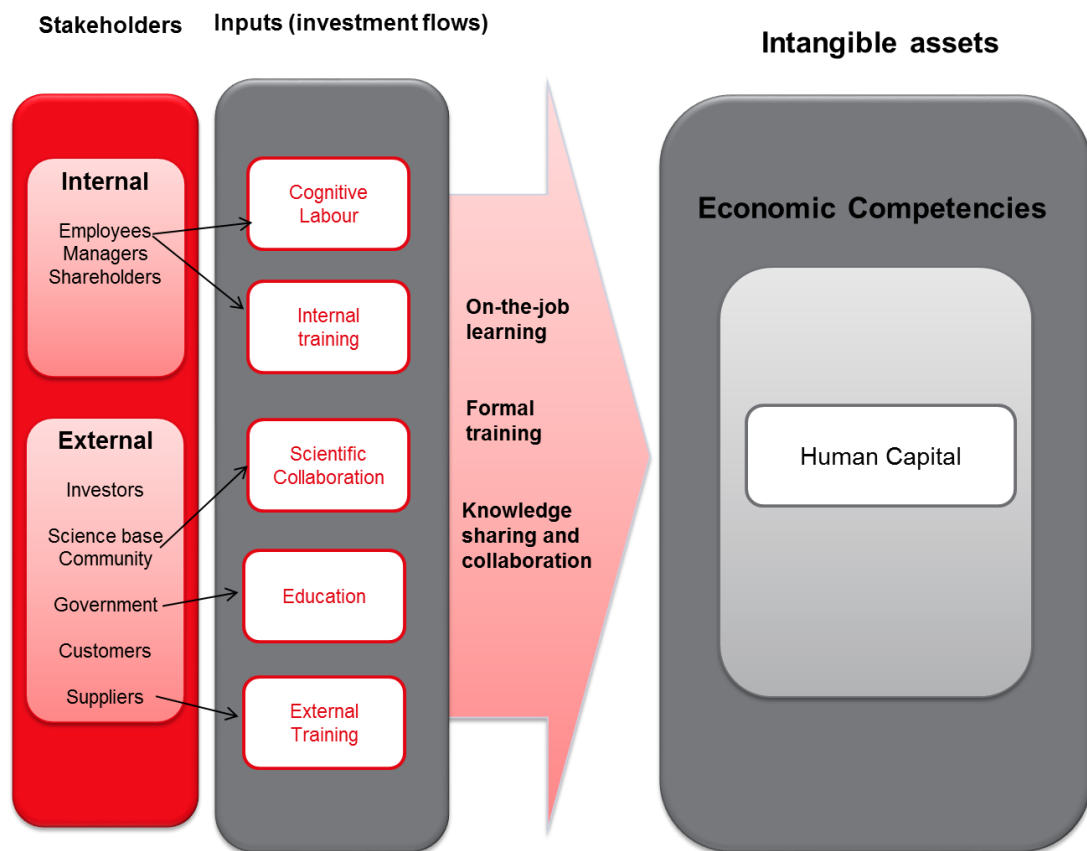 Stakeholders
Inputs (investment flows)
Intangible assets
Internal
Employees
Managers
Shareholders
External
Investors
Science base
Community
Government
Customers
Suppliers
Cognitive
Labour
Internal
training
Scientific
Collaboration
Education
External
Training
On-the-job
learning
Formal
training
Knowledge
sharing and
collaboration
Economic Competencies
Human Capital